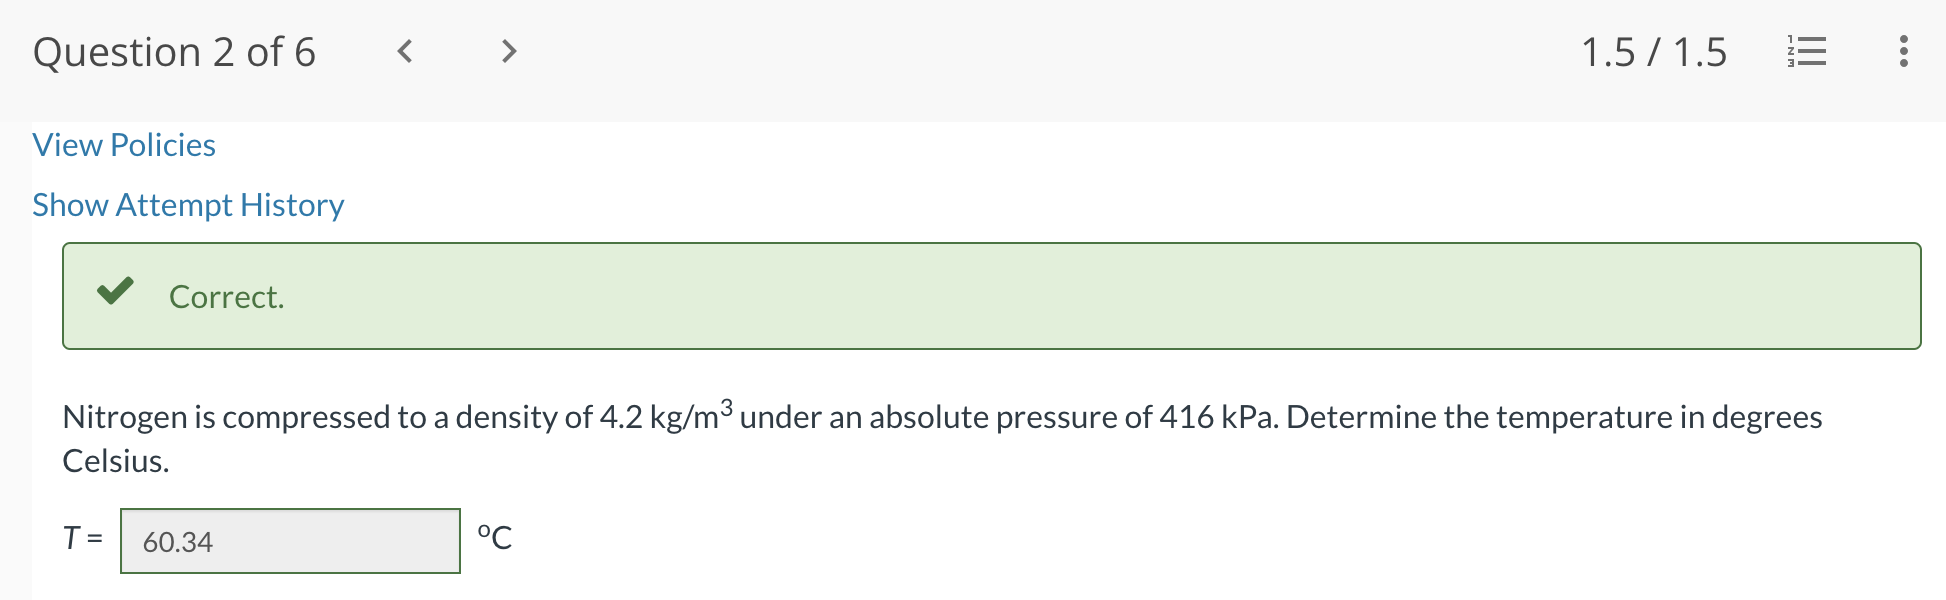 Question 2 of 6 < > 1.5 / 1.5
View Policies
Show Attempt History
Correct.
Nitrogen is compressed to a density of 4.2 kg/m³ under an absolute pressure of 416 kPa. Determine the temperature in degrees
Celsius.
T = 60.34 °C